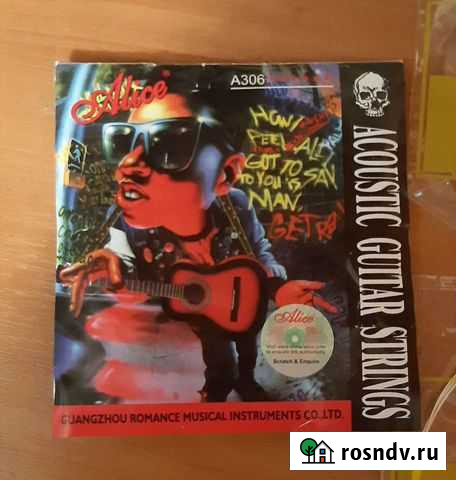 Alice
A306
HOW I
FEEL ALL
GOT TO SAY
TO YOU IS
MAN.
GET
ACOUSTIC GUITAR STRINGS
Alice
Scratch & Enquire
GUANGZHOU ROMANCE MUSICAL INSTRUMENTS CO.,LTD.
rosndv.ru